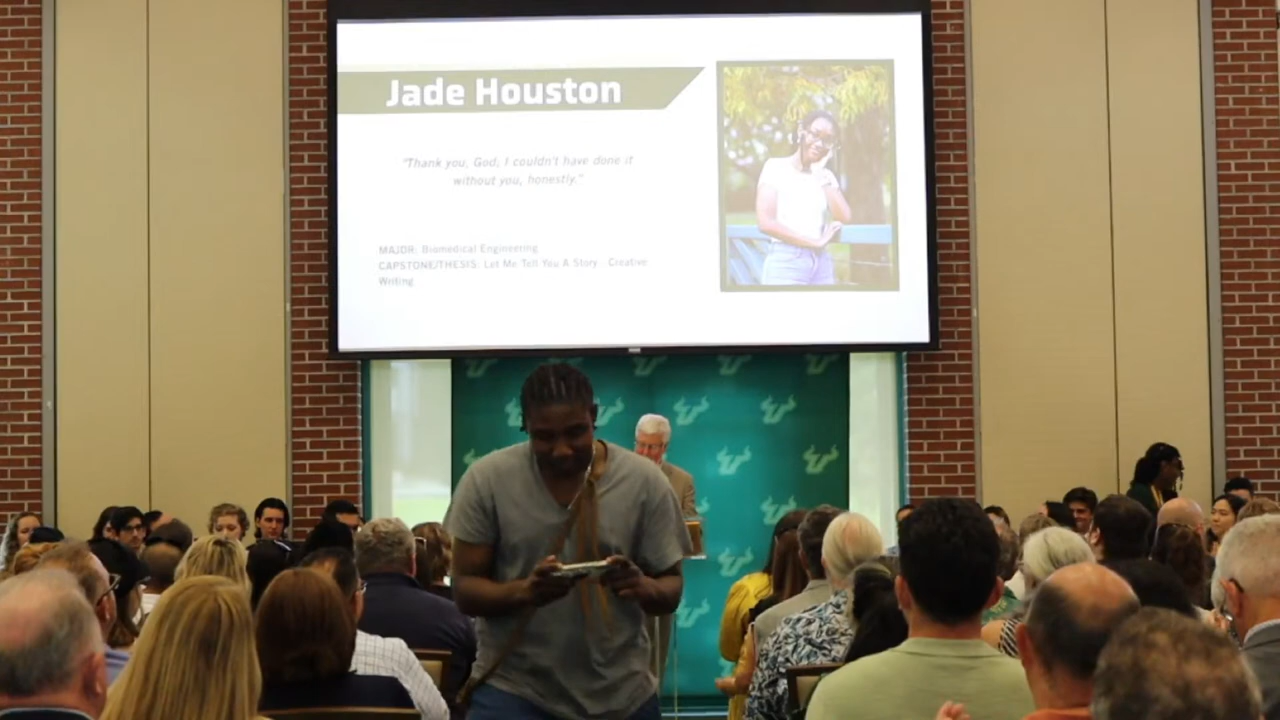 Jade Houston
"Thank you, God; I couldn't have done it
without you, honestly."
MAJOR: Biomedical Engineering
CAPSTONE/THESIS: Let Me Tell You A Story - Creative
Writing